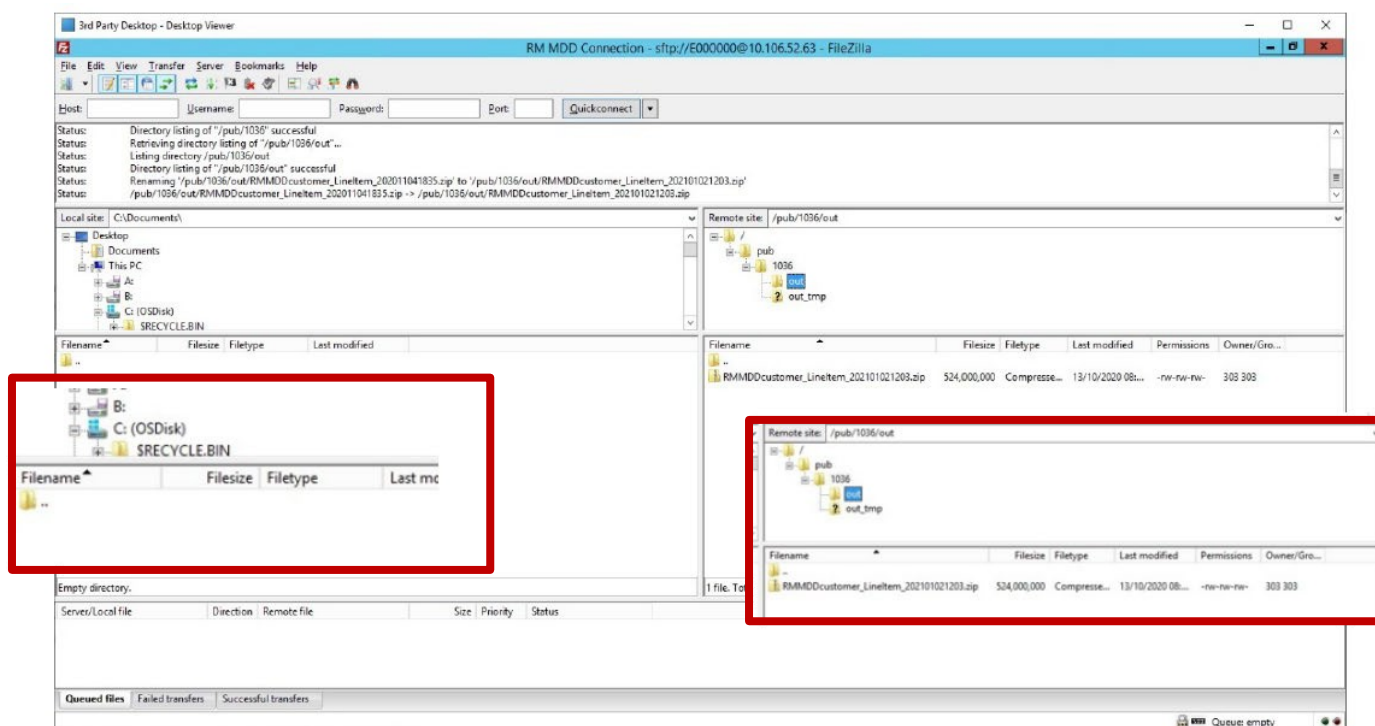 3rd Party Desktop - Desktop Viewer
RM MDD Connection - sftp://E000000@10.106.52.63 - FileZilla
File Edit View Transfer Server Bookmarks Help
Host: Username: Password: Port: Quickconnect
Status: Directory listing of "/pub/1036" successful
Status: Retrieving directory listing of "/pub/1036/out"...
Status: Listing directory /pub/1036/out
Status: Directory listing of "/pub/1036/out" successful
Status: Renaming '/pub/1036/out/RMMDDcustomer_LineItem_202011041835.zip' to '/pub/1036/out/RMMDDcustomer_LineItem_202101021203.zip'
Status: /pub/1036/out/RMMDDcustomer_LineItem_202011041835.zip -> /pub/1036/out/RMMDDcustomer_LineItem_202101021203.zip
Local site: C:\Documents\
Desktop
Documents
This PC
A:
B:
C: (OSDisk)
$RECYCLE.BIN
Remote site: /pub/1036/out
/
pub
1036
out
out_tmp
Filename Filesize Filetype Last modified
..
Filename Filesize Filetype Last modified Permissions Owner/Gro...
..
RMMDDcustomer_LineItem_202101021203.zip 524,000,000 Compresse... 13/10/2020 08:... -rw-rw-rw- 303 303
B:
C: (OSDisk)
$RECYCLE.BIN
Filename Filesize Filetype Last mo
..
Remote site: /pub/1036/out
/
pub
1036
out
out_tmp
Filename Filesize Filetype Last modified Permissions Owner/Gro...
..
RMMDDcustomer_LineItem_202101021203.zip 524,000,000 Compresse... 13/10/2020 08:... -rw-rw-rw- 303 303
Empty directory.
1 file. Tot
Server/Local file Direction Remote file Size Priority Status
Queued files Failed transfers Successful transfers
Queue: empty